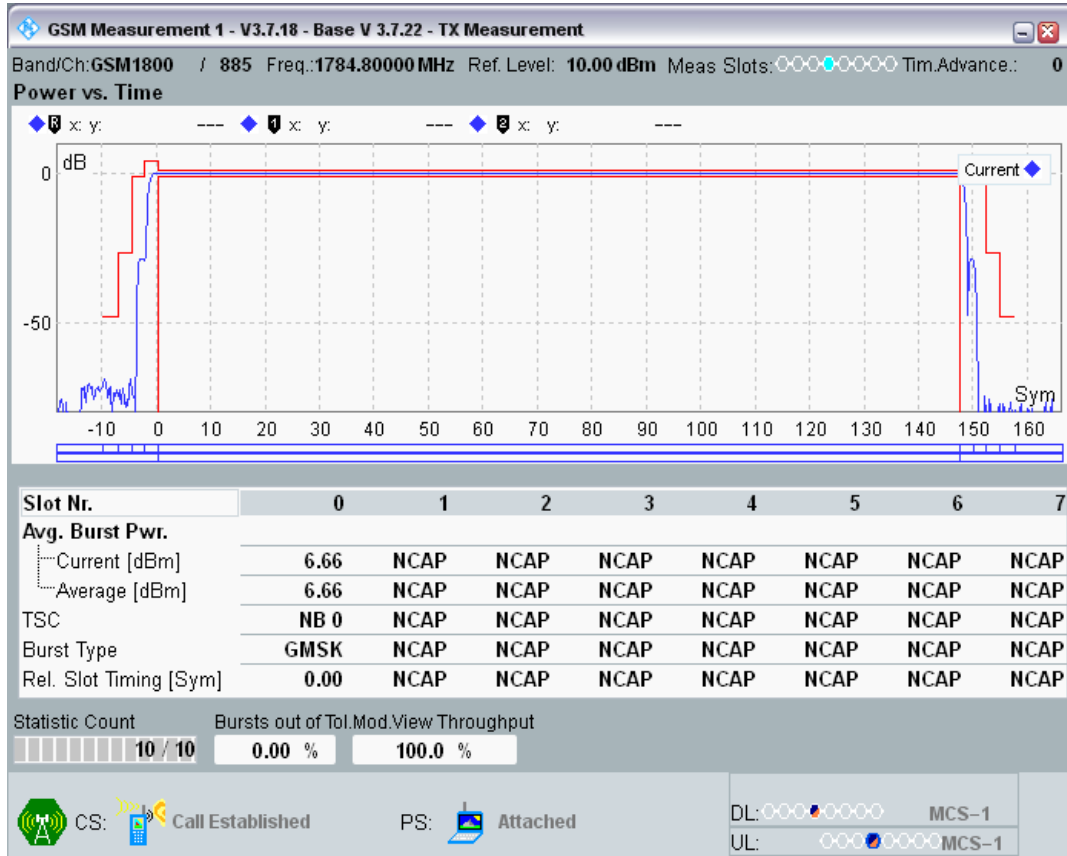 GSM Measurement 1 - V3.7.18 - Base V 3.7.22 - TX Measurement
Band/Ch:GSM1800 / 885 Freq.:1784.80000 MHz Ref. Level: 10.00 dBm Meas Slots: Tim.Advance.: 0
Power vs. Time
R x: y: --- 1 x: y: --- 2 x: y: ---
dB
0
Current
-50
Sym
-10 0 10 20 30 40 50 60 70 80 90 100 110 120 130 140 150 160
Slot Nr. 0 1 2 3 4 5 6 7
Avg. Burst Pwr.
Current [dBm] 6.66 NCAP NCAP NCAP NCAP NCAP NCAP NCAP
Average [dBm] 6.66 NCAP NCAP NCAP NCAP NCAP NCAP NCAP
TSC NB 0 NCAP NCAP NCAP NCAP NCAP NCAP NCAP
Burst Type GMSK NCAP NCAP NCAP NCAP NCAP NCAP NCAP
Rel. Slot Timing [Sym] 0.00 NCAP NCAP NCAP NCAP NCAP NCAP NCAP
Statistic Count Bursts out of Tol. Mod.View Throughput
10 / 10 0.00 % 100.0 %
CS: Call Established PS: Attached
DL: MCS-1
UL: MCS-1